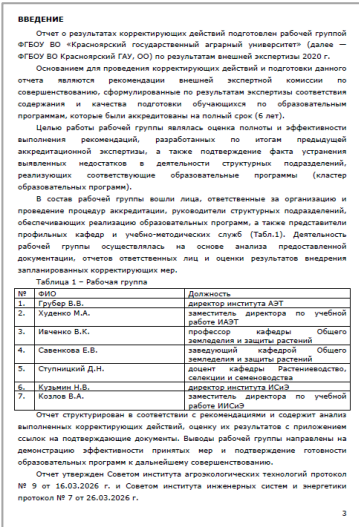 ВВЕДЕНИЕ
Отчет о результатах корректирующих действий подготовлен рабочей группой
ФГБОУ ВО «Красноярский государственный аграрный университет» (далее —
ФГБОУ ВО Красноярский ГАУ, ОО) по результатам внешней экспертизы 2020 г.
Основанием для проведения корректирующих действий и подготовки данного
отчета являются рекомендации внешней экспертной комиссии по
совершенствованию, сформулированные по результатам экспертизы соответствия
содержания и качества подготовки обучающихся по образовательным
программам, которые были аккредитованы на полный срок (6 лет).
Целью работы рабочей группы являлась оценка полноты и эффективности
выполнения рекомендаций, разработанных по итогам предыдущей
аккредитационной экспертизы, а также подтверждение факта устранения
выявленных недостатков в деятельности структурных подразделений,
реализующих соответствующие образовательные программы (кластер
образовательных программ).
В состав рабочей группы вошли лица, ответственные за организацию и
проведение процедур аккредитации, руководители структурных подразделений,
обеспечивающих реализацию образовательных программ, а также представители
профильных кафедр и учебно-методических служб (Табл.1). Деятельность
рабочей группы осуществлялась на основе анализа предоставленной
документации, отчетов ответственных лиц и оценки результатов внедрения
запланированных корректирующих мер.
Таблица 1 – Рабочая группа
№ ФИО Должность
1. Грубер В.В. директор института АЭТ
2. Худенко М.А. заместитель директора по учебной
работе ИАЭТ
3. Ивченко В.К. профессор кафедры Общего
земледелия и защиты растений
4. Савенкова Е.В. заведующий кафедрой Общего
земледелия и защиты растений
5. Ступницкий Д.Н. доцент кафедры Растениеводство,
селекции и семеноводства
6. Кузьмин Н.В. директор института ИСиЭ
7. Козлов В.А. заместитель директора по учебной
работе ИИСиЭ
Отчет структурирован в соответствии с рекомендациями и содержит анализ
выполненных корректирующих действий, оценку их результатов с приложением
ссылок на подтверждающие документы. Выводы рабочей группы направлены на
демонстрацию эффективности принятых мер и подтверждение готовности
образовательных программ к дальнейшему совершенствованию.
Отчет утвержден Советом института агроэкологических технологий протокол
№ 9 от 16.03.2026 г. и Советом института инженерных систем и энергетики
протокол № 7 от 26.03.2026 г.
3